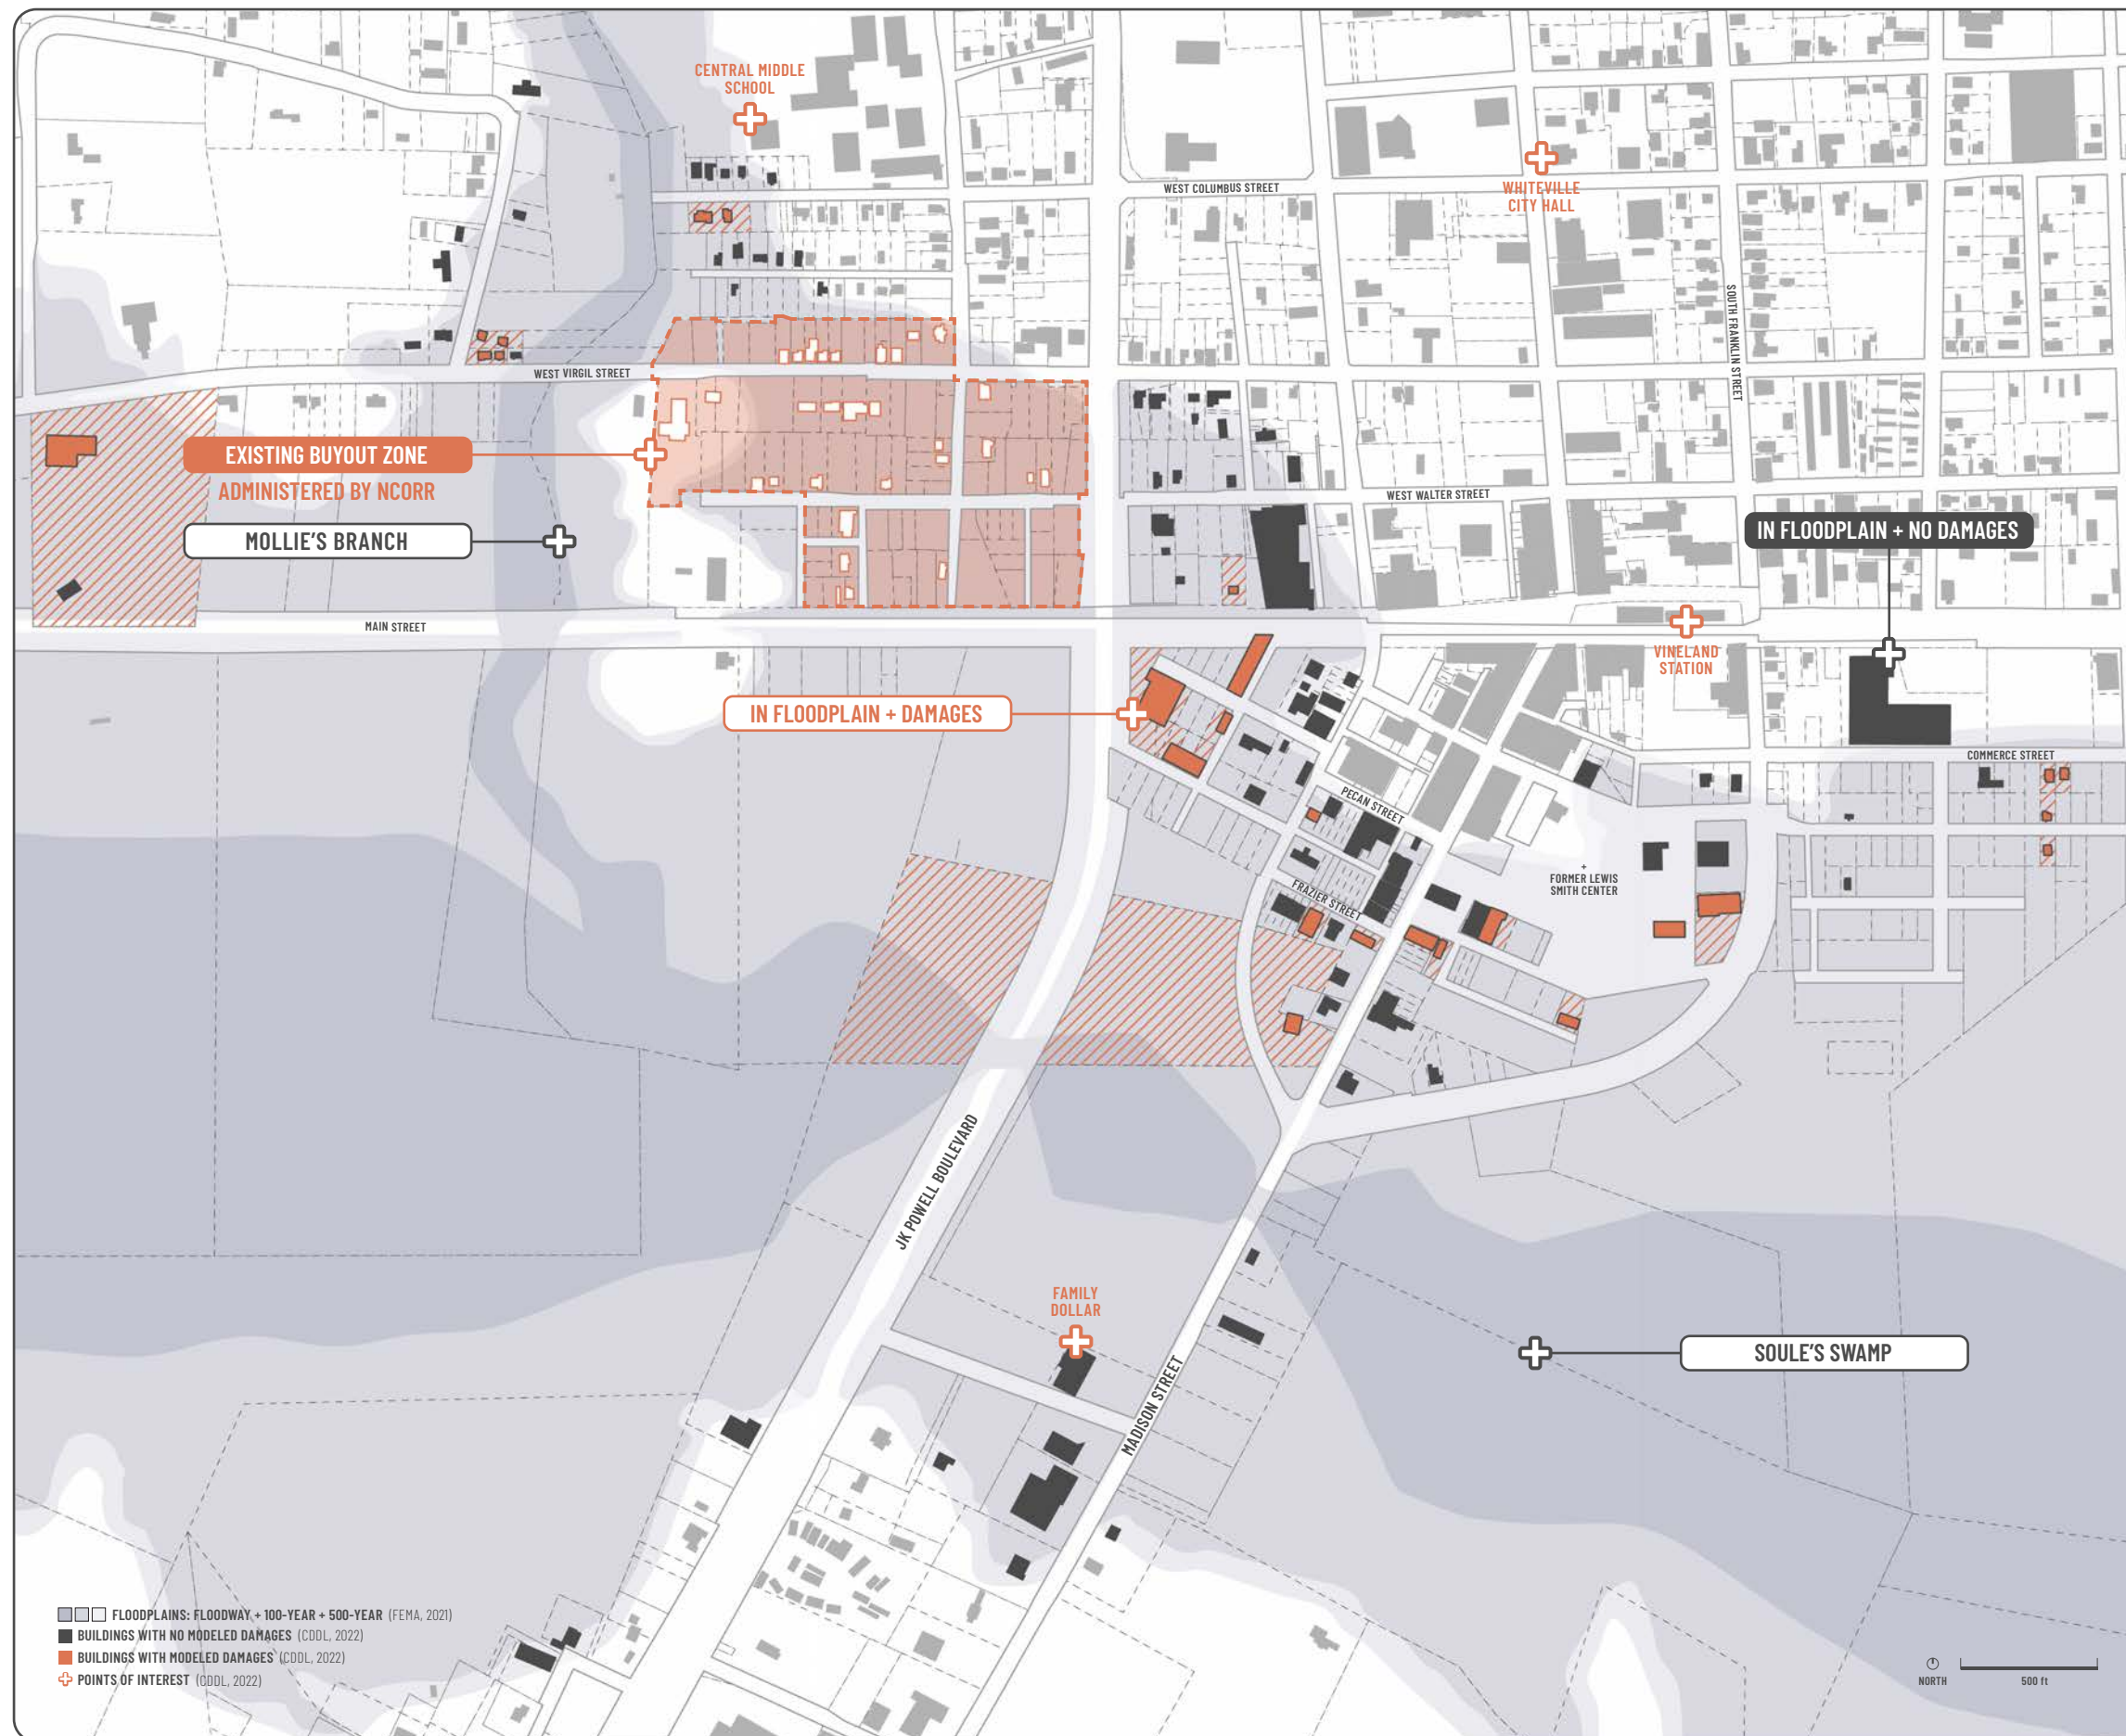 CENTRAL MIDDLE
SCHOOL
WHITEVILLE
CITY HALL
WEST COLUMBUS STREET
SOUTH FRANKLIN STREET
WEST VIRGIL STREET
EXISTING BUYOUT ZONE
ADMINISTERED BY NCORR
MOLLIE'S BRANCH
WEST WALTER STREET
IN FLOODPLAIN + NO DAMAGES
MAIN STREET
VINELAND
STATION
IN FLOODPLAIN + DAMAGES
COMMERCE STREET
PECAN STREET
FRAZIER STREET
+
FORMER LEWIS
SMITH CENTER
JK POWELL BOULEVARD
FAMILY
DOLLAR
MADISON STREET
SOULE'S SWAMP
FLOODPLAINS: FLOODWAY + 100-YEAR + 500-YEAR (FEMA, 2021)
BUILDINGS WITH NO MODELED DAMAGES (CDDL, 2022)
BUILDINGS WITH MODELED DAMAGES (CDDL, 2022)
POINTS OF INTEREST (CDDL, 2022)
NORTH
500 ft